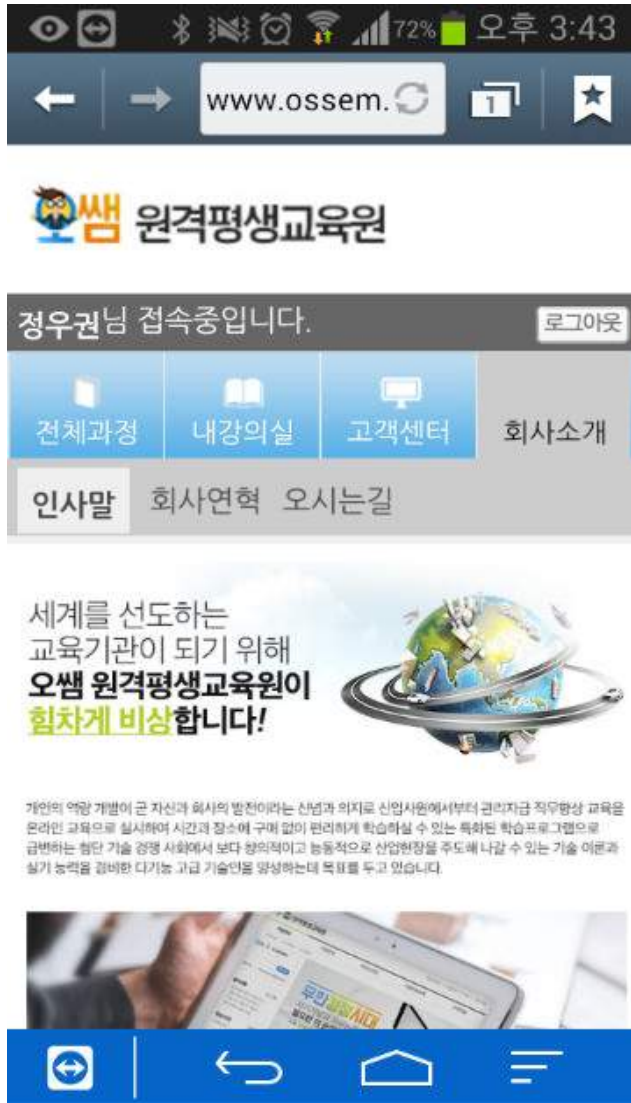 72% 오후 3:43
www.ossem.
1
오쌤 원격평생교육원
정우권님 접속중입니다.
로그아웃
전체과정 내강의실 고객센터 회사소개
인사말 회사연혁 오시는길
세계를 선도하는
교육기관이 되기 위해
오쌤 원격평생교육원이
힘차게 비상합니다!
개인의 역량 개발이 곧 자신과 회사의 발전이라는 신념과 의지로 신입사원에서부터 관리자급 직무향상 교육을
온라인 교육으로 실시하여 시간과 장소에 구애 없이 편리하게 학습하실 수 있는 특화된 학습프로그램으로
급변하는 첨단 기술 경쟁 사회에서 보다 창의적이고 능동적으로 산업현장을 주도해 나갈 수 있는 기술 이론과
실기 능력을 겸비한 다기능 고급 기술인을 양성하는데 목표를 두고 있습니다.
무한경쟁시대